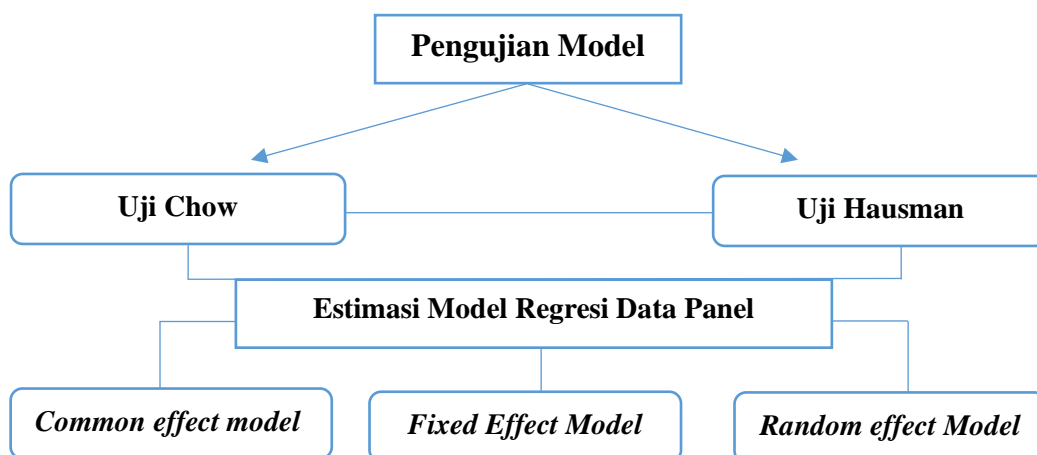 Pengujian Model
Uji Chow
Uji Hausman
Estimasi Model Regresi Data Panel
Common effect model
Fixed Effect Model
Random effect Model